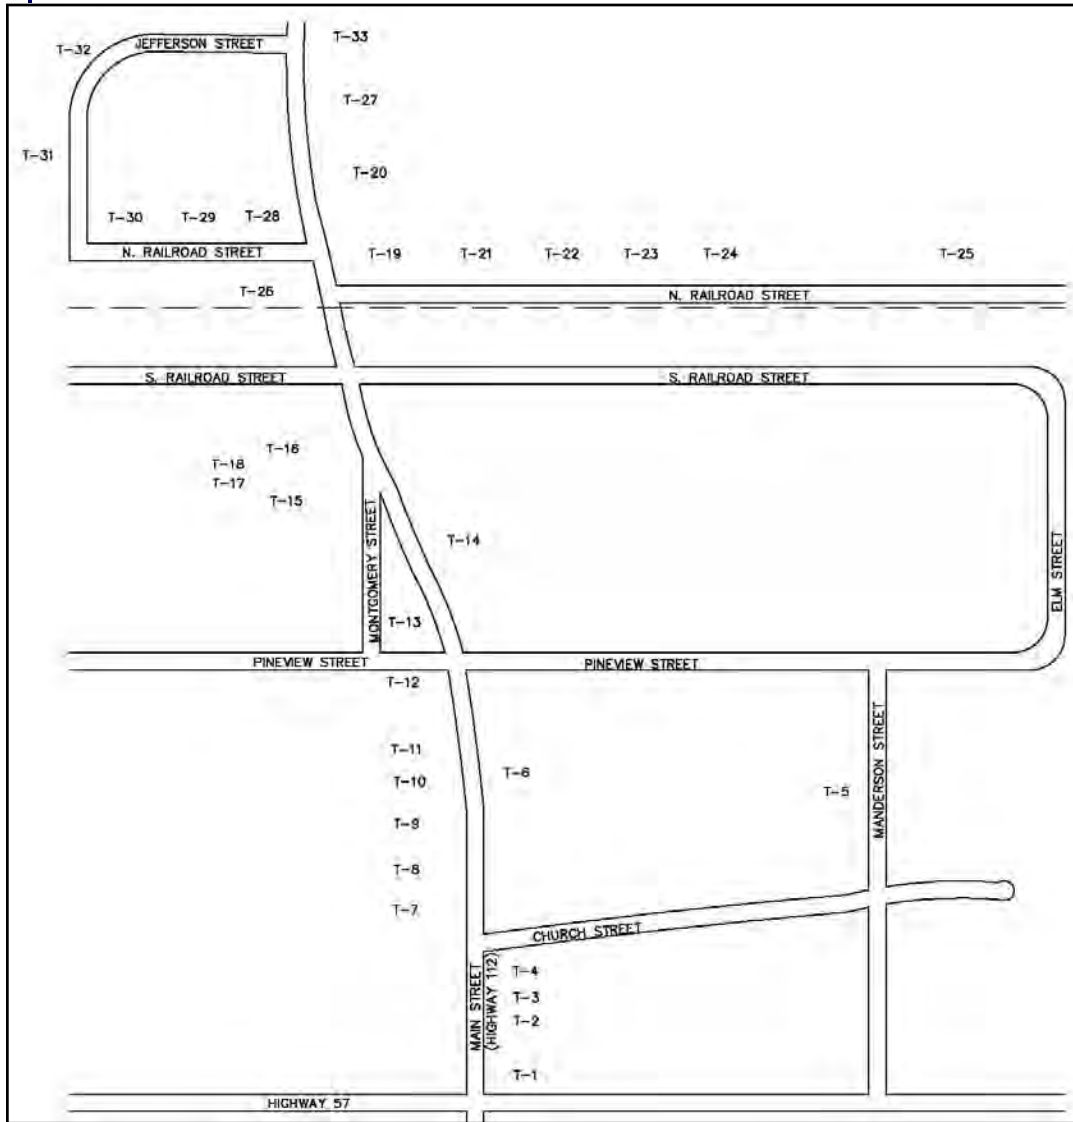 T-32
JEFFERSON STREET
T-33
T-27
T-31
T-20
T-30 T-29 T-28
N. RAILROAD STREET
T-19 T-21 T-22 T-23 T-24 T-25
T-26
N. RAILROAD STREET
S. RAILROAD STREET
S. RAILROAD STREET
T-16
T-18
T-17
T-15
MONTGOMERY STREET
T-14
ELM STREET
T-13
PINEVIEW STREET
PINEVIEW STREET
T-12
T-11
T-10
T-6
T-5
MANDERSON STREET
T-9
T-8
T-7
CHURCH STREET
MAIN STREET
(HIGHWAY 112)
T-4
T-3
T-2
T-1
HIGHWAY 57